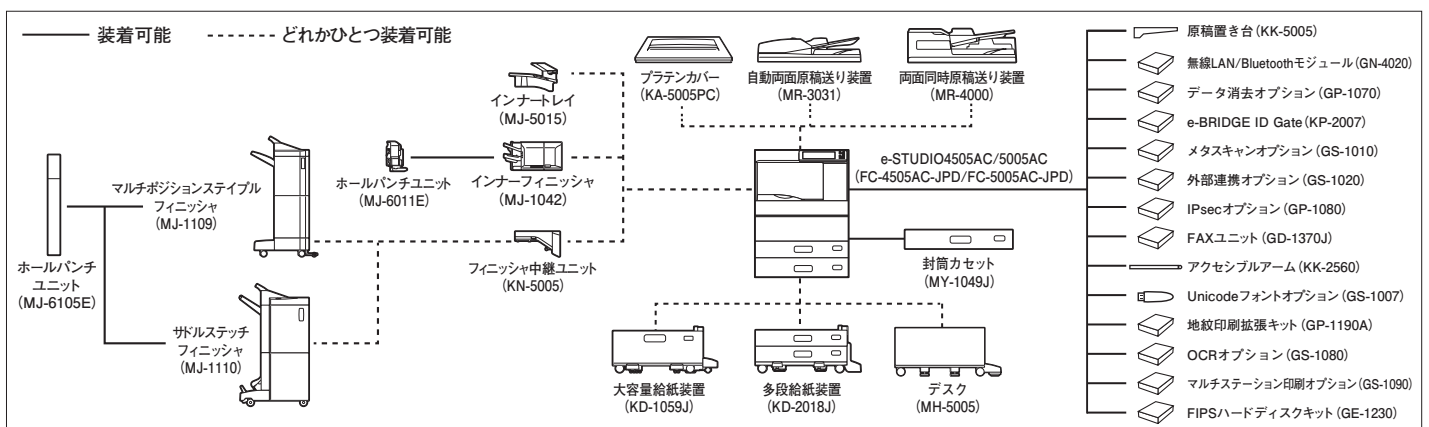 装着可能
どれかひとつ装着可能
プラテンカバー
(KA-5005PC)
自動両面原稿送り装置
(MR-3031)
両面同時原稿送り装置
(MR-4000)
インナートレイ
(MJ-5015)
ホールパンチユニット
(MJ-6011E)
インナーフィニッシャ
(MJ-1042)
e-STUDIO4505AC/5005AC
(FC-4505AC-JPD/FC-5005AC-JPD)
マルチポジションステイプル
フィニッシャ
(MJ-1109)
ホールパンチ
ユニット
(MJ-6105E)
フィニッシャ中継ユニット
(KN-5005)
封筒カセット
(MY-1049J)
サドルステッチ
フィニッシャ
(MJ-1110)
大容量給紙装置
(KD-1059J)
多段給紙装置
(KD-2018J)
デスク
(MH-5005)
原稿置き台(KK-5005)
無線LAN/Bluetoothモジュール(GN-4020)
データ消去オプション(GP-1070)
e-BRIDGE ID Gate(KP-2007)
メタスキャンオプション(GS-1010)
外部連携オプション(GS-1020)
IPsecオプション(GP-1080)
FAXユニット(GD-1370J)
アクセシブルアーム(KK-2560)
Unicodeフォントオプション(GS-1007)
地紋印刷拡張キット(GP-1190A)
OCRオプション(GS-1080)
マルチステーション印刷オプション(GS-1090)
FIPSハードディスクキット(GE-1230)